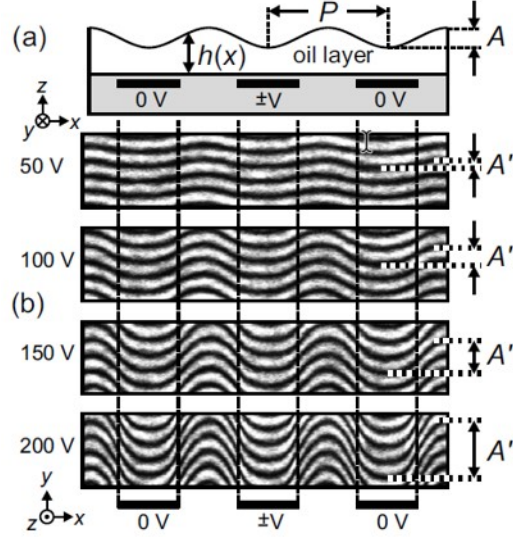 (a)
P
A
h(x)
oil layer
0 V
±V
0 V
z
y
x
50 V
A'
100 V
A'
(b)
150 V
A'
200 V
A'
y
z
x
0 V
±V
0 V